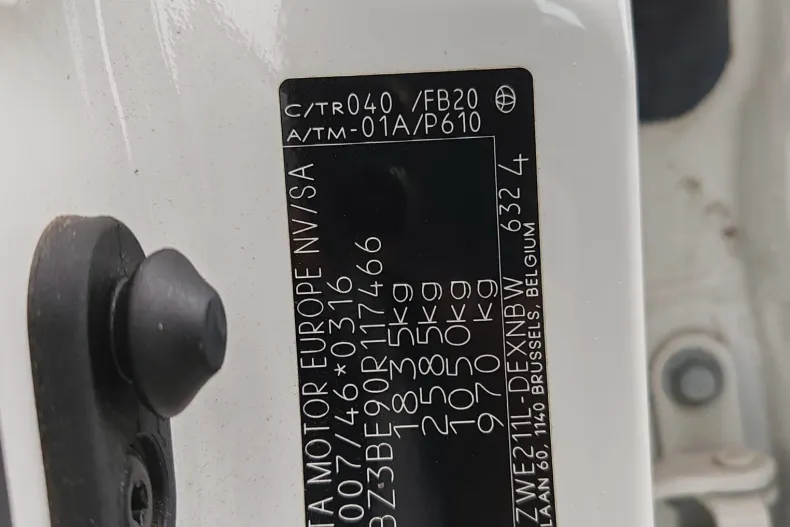 C/TR040 /FB20
A/TM-01A/P610
TA MOTOR EUROPE NV/SA
007/46*0316
BZ3BE90R117466
1835kg
2585kg
1050kg
970 kg
ZWE211L-DEXNBW 632 4
LAAN 60, 1140 BRUSSELS, BELGIUM